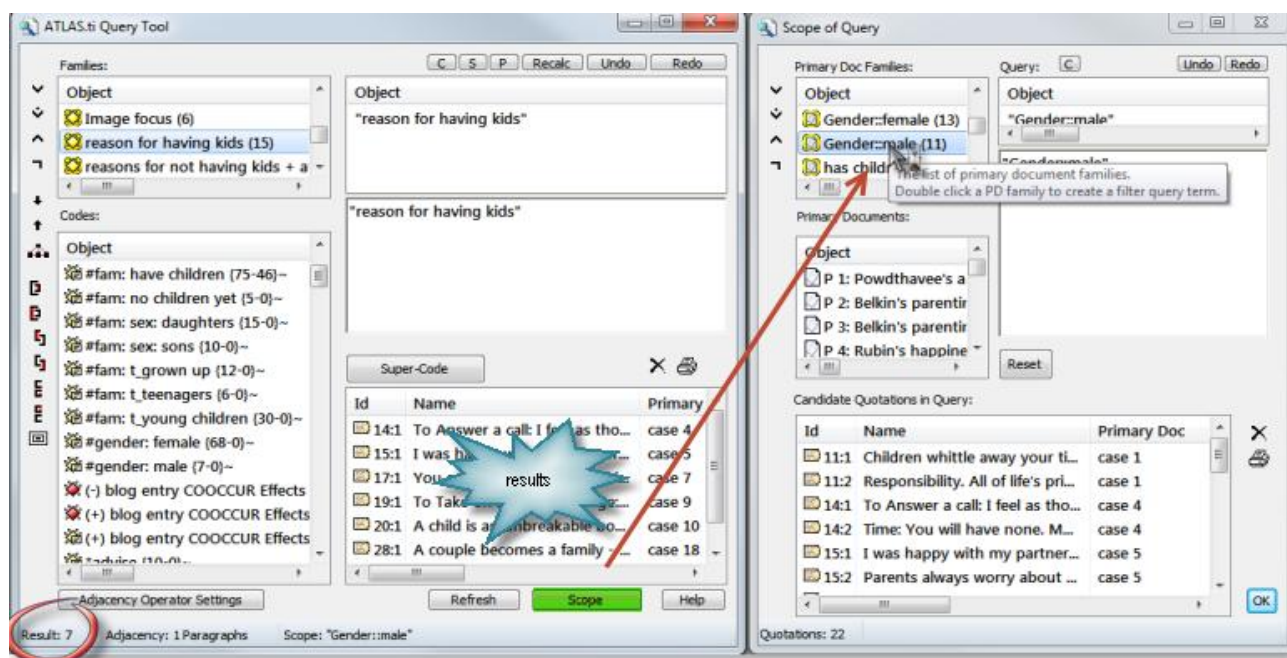 ATLAS.ti Query Tool
Families:
C S P Recalc Undo Redo
Object
Image focus (6)
reason for having kids (15)
reasons for not having kids + a
Object
"reason for having kids"
"reason for having kids"
Codes:
Object
#fam: have children {75-46}~
#fam: no children yet {5-0}~
#fam: sex: daughters {15-0}~
#fam: sex: sons {10-0}~
#fam: t_grown up {12-0}~
#fam: t_teenagers {6-0}~
#fam: t_young children {30-0}~
#gender: female {68-0}~
#gender: male {7-0}~
(-) blog entry COOCCUR Effects
(+) blog entry COOCCUR Effects
(+) blog entry COOCCUR Effects
*advise {10-0}~
Super-Code
Id Name Primary
14:1 To Answer a call: I feel as tho... case 4
15:1 I was case 5
17:1 You case 7
19:1 To case 9
20:1 A child is case 10
28:1 A couple becomes a family case 18
results
Adjacency Operator Settings
Refresh Scope Help
Result: 7 Adjacency: 1 Paragraphs Scope: "Gender::male"
Scope of Query
Primary Doc Families:
Query: C Undo Redo
Object
Gender::female (13)
Gender::male (11)
has
Object
"Gender::male"
"Gender::male"
The list of primary document families.
Double click a PD family to create a filter query term.
Primary Documents:
Object
P 1: Powdthavee's a
P 2: Belkin's parentir
P 3: Belkin's parentir
P 4: Rubin's happine
Reset
Candidate Quotations in Query:
Id Name Primary Doc
11:1 Children whittle away your ti... case 1
11:2 Responsibility. All of life's pri... case 1
14:1 To Answer a call: I feel as tho... case 4
14:2 Time: You will have none. M... case 4
15:1 I was happy with my partner... case 5
15:2 Parents always worry about ... case 5
OK
Quotations: 22